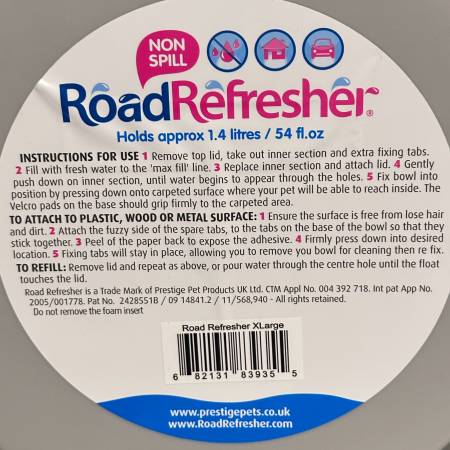 NON
SPILL
RoadRefresher®
Holds approx 1.4 litres / 54 fl.oz
INSTRUCTIONS FOR USE 1 Remove top lid, take out inner section and extra fixing tabs.
2 Fill with fresh water to the 'max fill' line. 3 Replace inner section and attach lid. 4 Gently
push down on inner section, until water begins to appear through the holes. 5 Fix bowl into
position by pressing down onto carpeted surface where your pet will be able to reach inside. The
Velcro pads on the base should grip firmly to the carpeted area.
TO ATTACH TO PLASTIC, WOOD OR METAL SURFACE: 1 Ensure the surface is free from lose hair
and dirt. 2 Attach the fuzzy side of the spare tabs, to the tabs on the base of the bowl so that they
stick together. 3 Peel of the paper back to expose the adhesive. 4 Firmly press down into desired
location. 5 Fixing tabs will stay in place, allowing you to remove you bowl for cleaning then re fix.
TO REFILL: Remove lid and repeat as above, or pour water through the centre hole until the float
touches the lid.
Road Refresher is a Trade Mark of Prestige Pet Products UK Ltd. CTM Appl No. 004 392 718. Int pat App No.
2005/001778. Pat No. 2428551B / 09 14841.2 / 11/568,940 - All rights retained.
Do not remove the foam insert
Road Refresher XLarge
6 82131 83935 5
www.prestigepets.co.uk
www.RoadRefresher.com